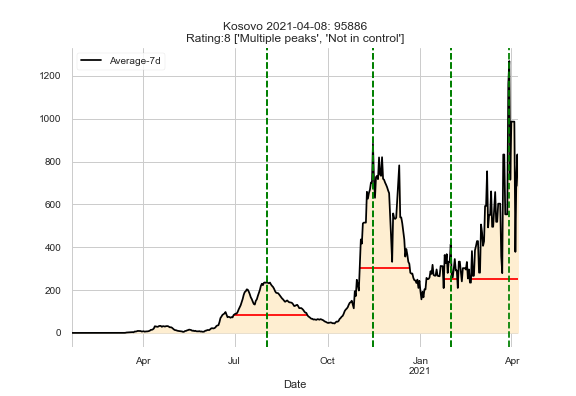 Kosovo 2021-04-08: 95886
Rating:8 ['Multiple peaks', 'Not in control']
Average-7d
1200
1000
800
600
400
200
0
Apr Jul Oct Jan Apr
2021
Date